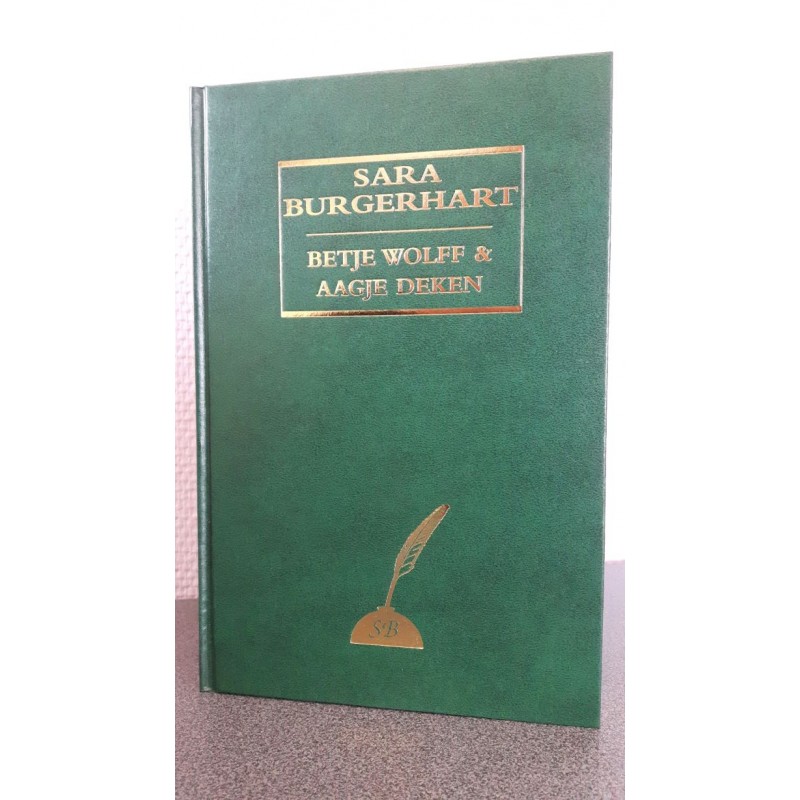 SARA
BURGERHART
BETJE WOLFF &
AAGJE DEKEN
SB